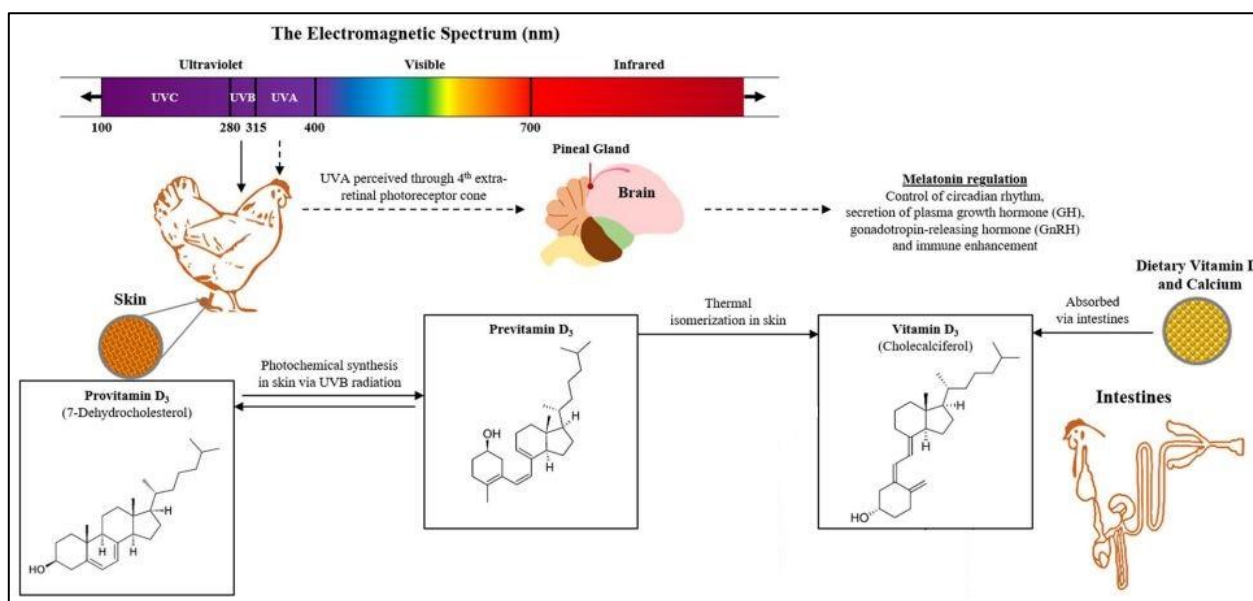 The Electromagnetic Spectrum (nm)
Ultraviolet
Visible
Infrared
UVC
UVB
UVA
100
280
315
400
700
UVA perceived through 4th extra-
retinal photoreceptor cone
Pineal Gland
Brain
Melatonin regulation
Control of circadian rhythm,
secretion of plasma growth hormone (GH),
gonadotropin-releasing hormone (GnRH)
and immune enhancement
Skin
Dietary Vitamin D
and Calcium
Absorbed
via intestines
Thermal
isomerization in skin
Photochemical synthesis
in skin via UVB radiation
Provitamin D3
(7-Dehydrocholesterol)
H
H
H
HO
Previtamin D3
OH
H
H
Vitamin D3
(Cholecalciferol)
H
H
HO
Intestines